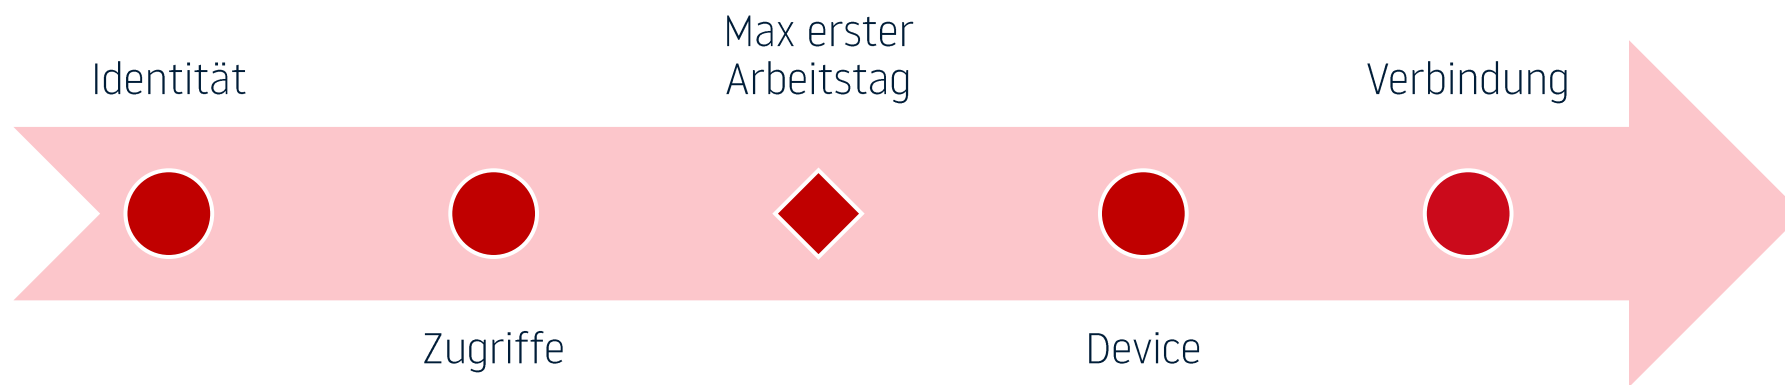 Identität
Zugriffe
Max erster
Arbeitstag
Device
Verbindung